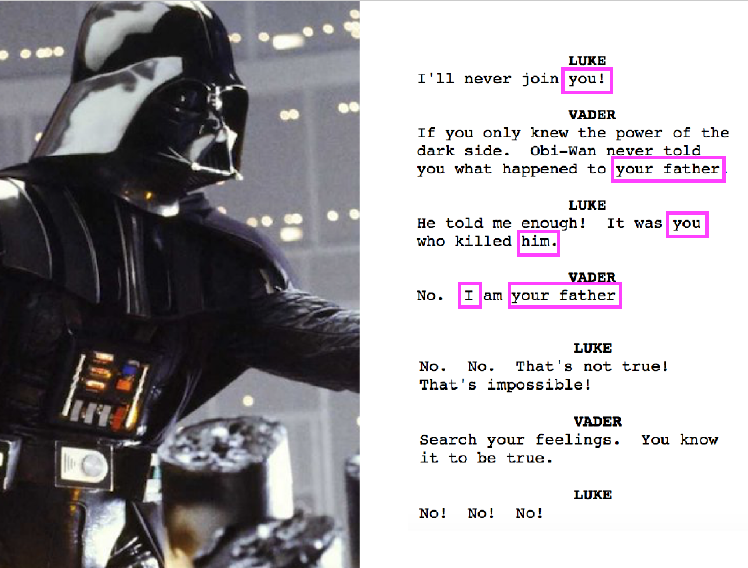 LUKE
I'll never join you!
VADER
If you only knew the power of the
dark side.  Obi-Wan never told
you what happened to your father.
LUKE
He told me enough!  It was you
who killed him.
VADER
No.  I am your father
LUKE
No.  No.  That's not true!
That's impossible!
VADER
Search your feelings.  You know
it to be true.
LUKE
No!  No!  No!